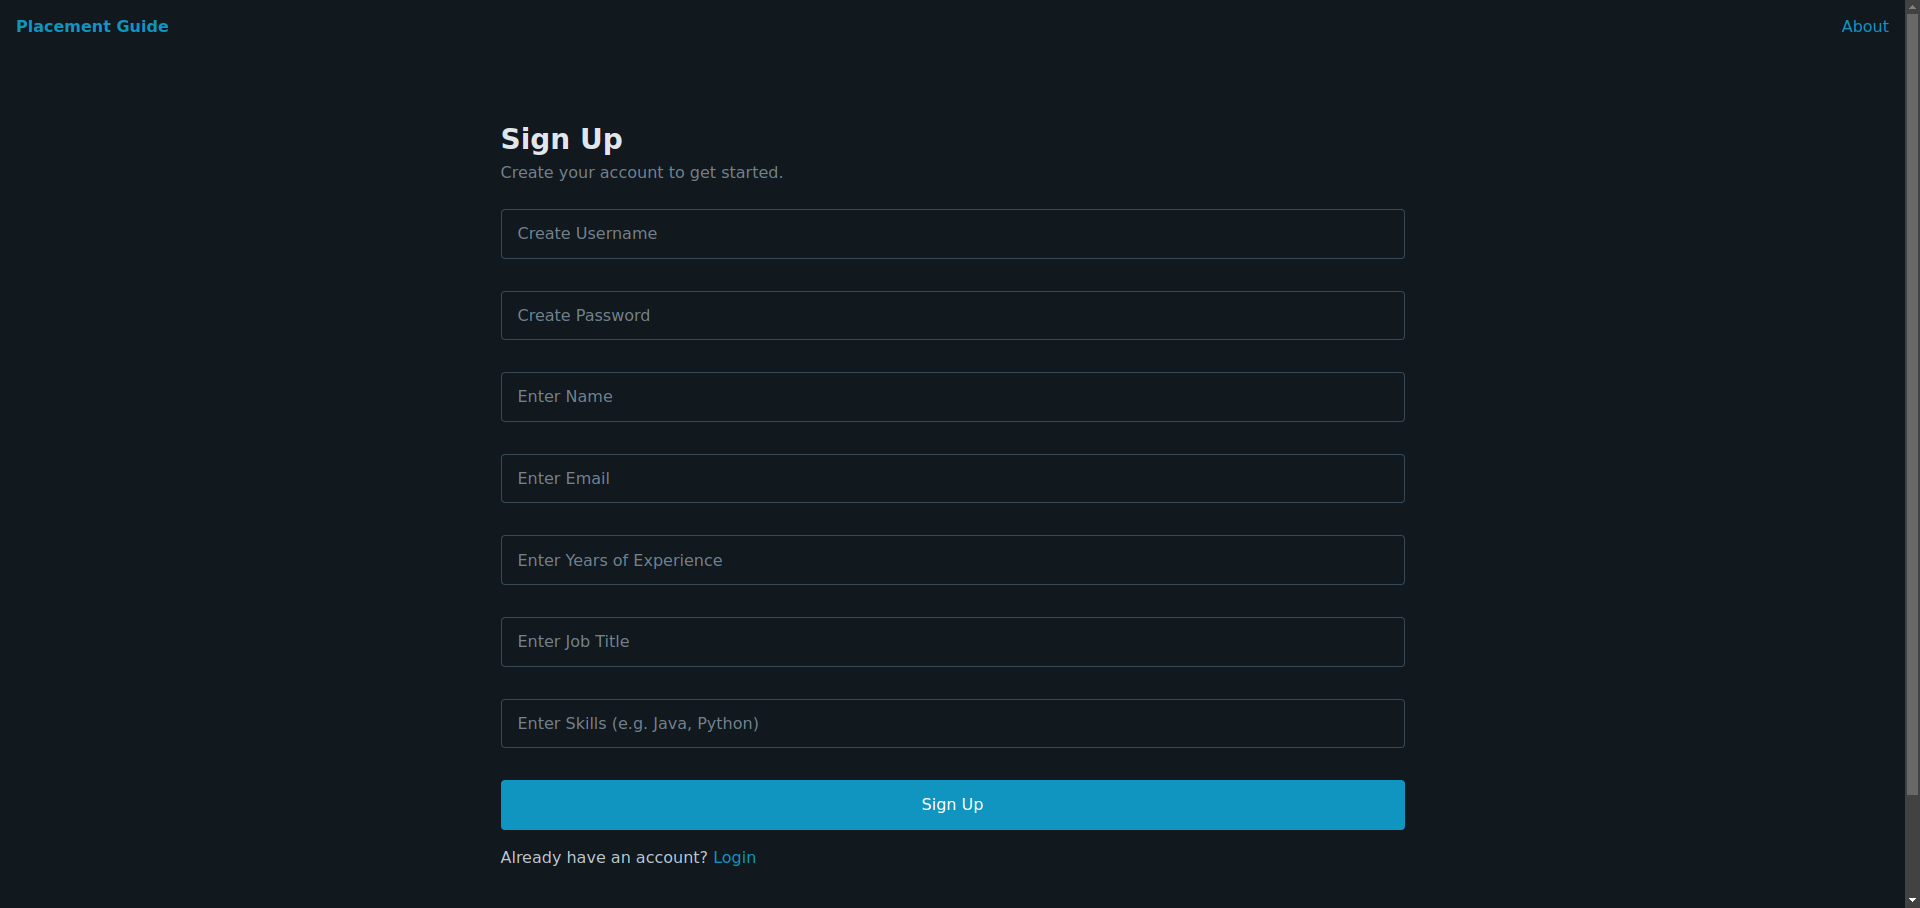 Placement Guide
About
Sign Up
Create your account to get started.
Create Username
Create Password
Enter Name
Enter Email
Enter Years of Experience
Enter Job Title
Enter Skills (e.g. Java, Python)
Sign Up
Already have an account? Login